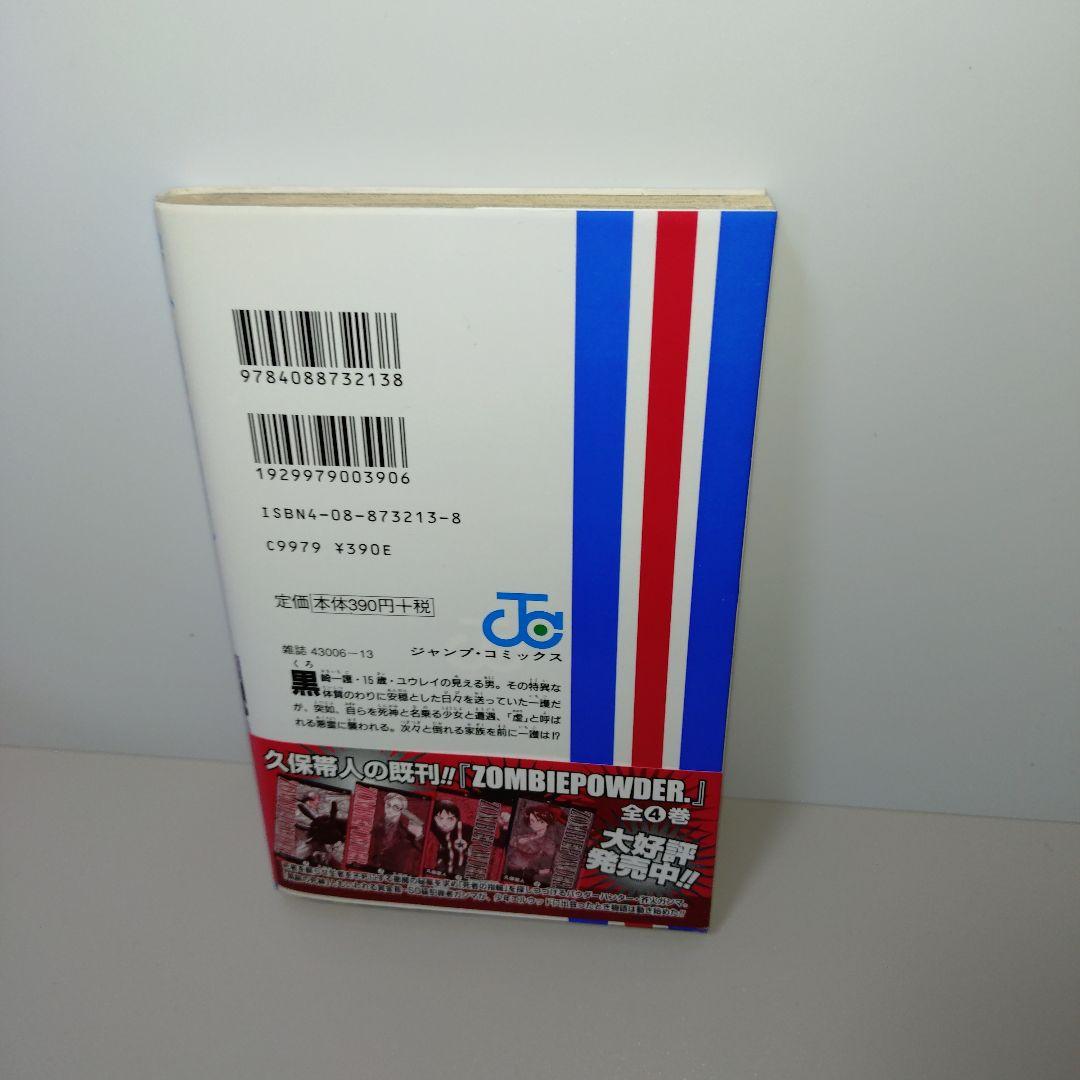 9784088732138
1929979003906
ISBN4-08-873213-8
C9979 ¥390E
定価 本体390円+税
JC
雑誌 43006-13
ジャンプ・コミックス
黒崎一護・15歳・ユウレイの見える男。その特異な
体質のわりに安穏とした日々を送っていた一護だ
が、突如、自らを死神と名乗る少女と遭遇、「虚」と呼ば
れる悪霊に襲われる。次々と倒れる家族を前に一護は!?
久保帯人の既刊!!『ZOMBIEPOWDER.』
全4巻
大好評
発売中!!